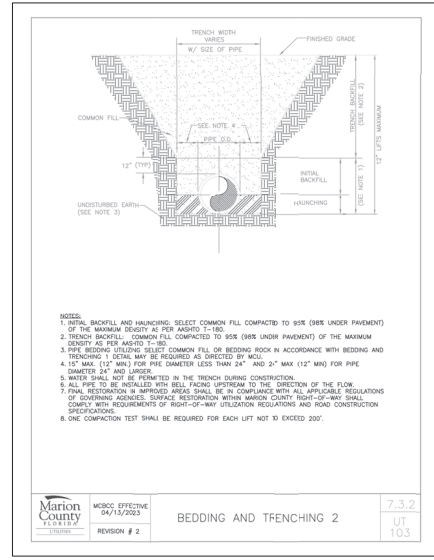 TRENCH WIDTH
VARIES
W/ SIZE OF PIPE
FINISHED GRADE
COMMON FILL
SEE NOTE 4
PIPE O.D.
12" (TYP)
INITIAL
BACKFILL
HAUNCHING
UNDISTURBED EARTH
(SEE NOTE 3)
TRENCH BACKFILL
(SEE NOTE 2)
(SEE NOTE 1)
12" LIFTS MAXIMUM
NOTES:
1. INITIAL BACKFILL AND HAUNCHING: SELECT COMMON FILL COMPACTED TO 95% (98% UNDER PAVEMENT)
OF THE MAXIMUM DENSITY AS PER AASHTO T-180.
2. TRENCH BACKFILL: COMMON FILL COMPACTED TO 95% (98% UNDER PAVEMENT) OF THE MAXIMUM
DENSITY AS PER AASHTO T-180.
3. PIPE BEDDING UTILIZING SELECT COMMON FILL OR BEDDING ROCK IN ACCORDANCE WITH BEDDING AND
TRENCHING 1 DETAIL MAY BE REQUIRED AS DIRECTED BY MCU.
4. 15" MAX. (12" MIN.) FOR PIPE DIAMETER LESS THAN 24" AND 24" MAX (12" MIN) FOR PIPE
DIAMETER 24" AND LARGER.
5. WATER SHALL NOT BE PERMITTED IN THE TRENCH DURING CONSTRUCTION.
6. ALL PIPE TO BE INSTALLED WITH BELL FACING UPSTREAM TO THE DIRECTION OF THE FLOW.
7. FINAL RESTORATION IN IMPROVED AREAS SHALL BE IN COMPLIANCE WITH ALL APPLICABLE REGULATIONS
OF GOVERNING AGENCIES. SURFACE RESTORATION WITHIN MARION COUNTY RIGHT-OF-WAY SHALL
COMPLY WITH REQUIREMENTS OF RIGHT-OF-WAY UTILIZATION REGULATIONS AND ROAD CONSTRUCTION
SPECIFICATIONS.
8. ONE COMPACTION TEST SHALL BE REQUIRED FOR EACH LIFT NOT TO EXCEED 200'.
Marion
County
FLORIDA
UTILITIES
MCBCC EFFECTIVE
04/13/2023
REVISION # 2
BEDDING AND TRENCHING 2
7.3.2
UT
103